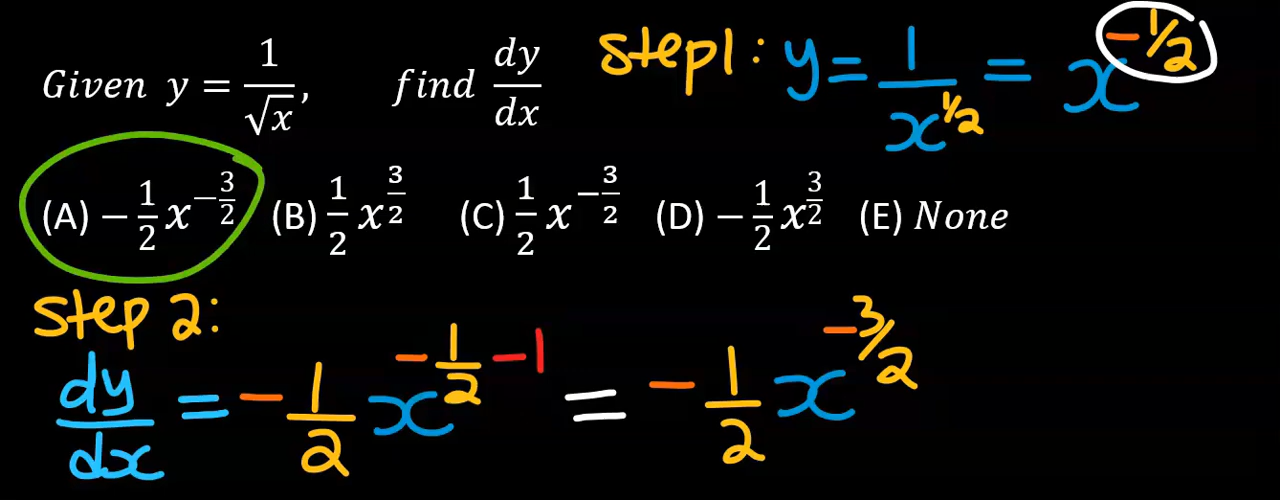 Given y = 1/√x, find dy/dx
step1: y = 1/x^1/2 = x^-1/2
(A) -1/2 x^-3/2 (B) 1/2 x^3/2 (C) 1/2 x^-3/2 (D) -1/2 x^3/2 (E) None
step 2:
dy/dx = -1/2 x^-1/2-1 = -1/2 x^-3/2